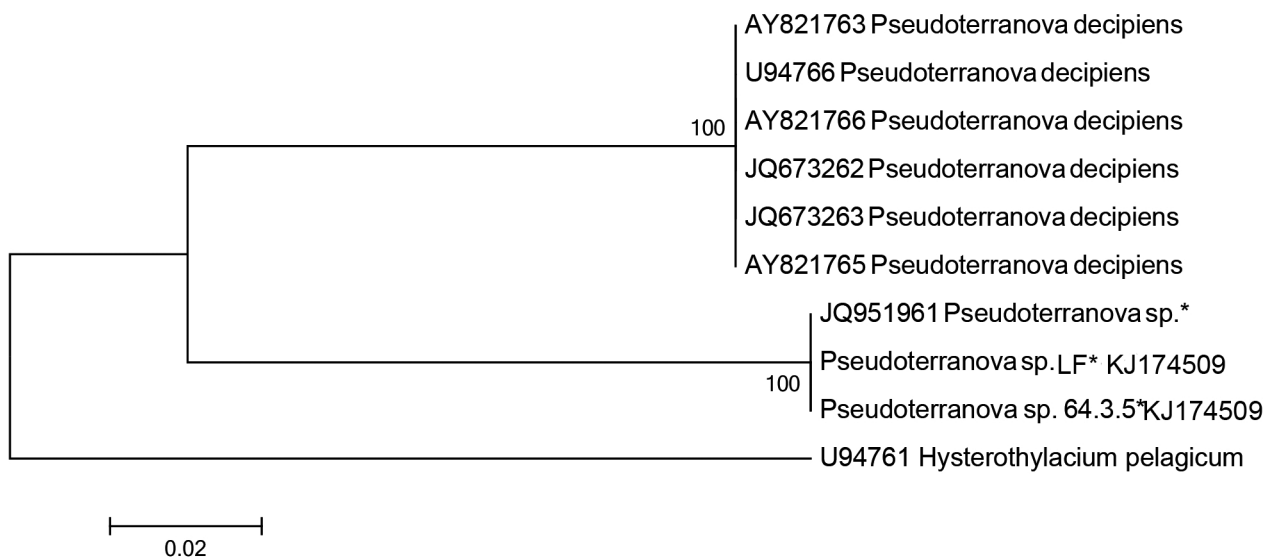 AY821763 Pseudoterranova decipiens
U94766 Pseudoterranova decipiens
100
AY821766 Pseudoterranova decipiens
JQ673262 Pseudoterranova decipiens
JQ673263 Pseudoterranova decipiens
AY821765 Pseudoterranova decipiens
JQ951961 Pseudoterranova sp.*
Pseudoterranova sp. LF* KJ174509
100
Pseudoterranova sp. 64.3.5*KJ174509
U94761 Hysterothylacium pelagicum
0.02